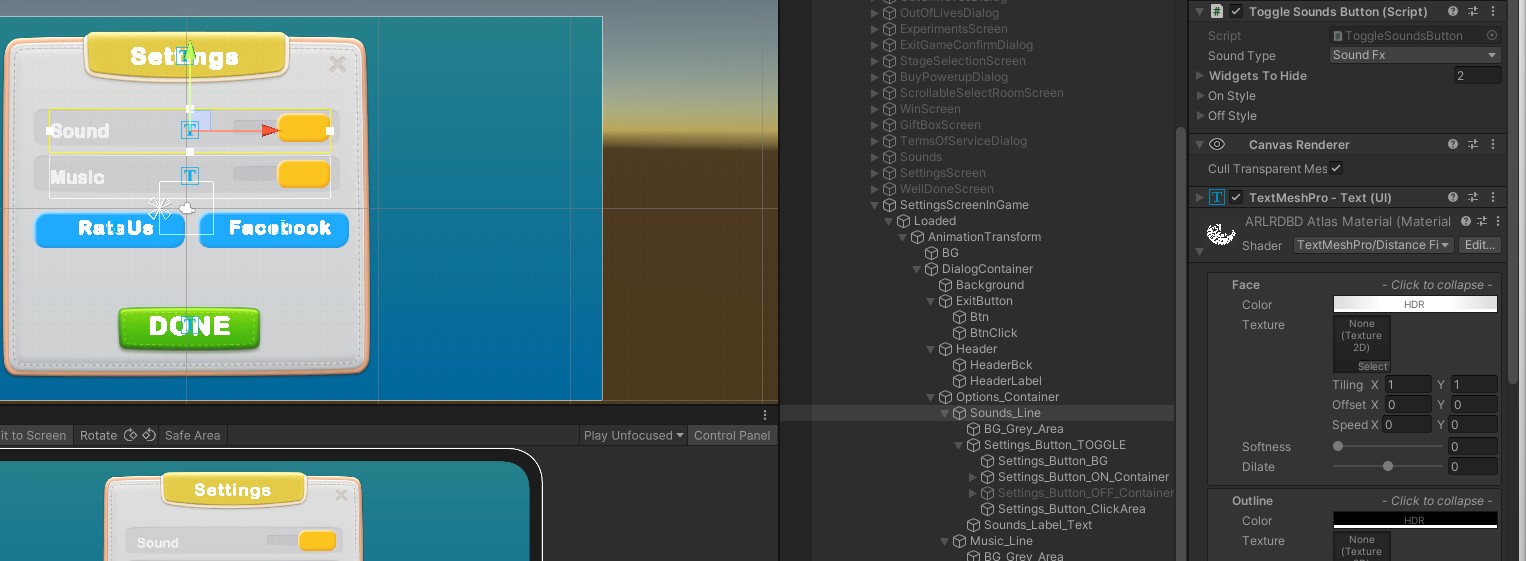 Settings
Sound
Music
RateUs
Facebook
DONE
it to Screen
Rotate
Safe Area
Play Unfocused
Control Panel
Settings
Sound
OutOfLivesDialog
ExperimentsScreen
ExitGameConfirmDialog
StageSelectionScreen
BuyPowerupDialog
ScrollableSelectRoomScreen
WinScreen
GiftBoxScreen
TermsOfServiceDialog
Sounds
SettingsScreen
WellDoneScreen
SettingsScreenInGame
Loaded
AnimationTransform
BG
DialogContainer
Background
ExitButton
Btn
BtnClick
Header
HeaderBck
HeaderLabel
Options_Container
Sounds_Line
BG_Grey_Area
Settings_Button_TOGGLE
Settings_Button_BG
Settings_Button_ON_Container
Settings_Button_OFF_Container
Settings_Button_ClickArea
Sounds_Label_Text
Music_Line
BG_Grey_Area
# Toggle Sounds Button (Script)
Script ToggleSoundsButton
Sound Type Sound Fx
Widgets To Hide 2
On Style
Off Style
Canvas Renderer
Cull Transparent Mes
T TextMeshPro - Text (UI)
ARLRDBD Atlas Material (Material
Shader TextMeshPro/Distance Fi Edit...
Face - Click to collapse -
Color HDR
Texture None
(Texture
2D)
Select
Tiling X 1 Y 1
Offset X 0 Y 0
Speed X 0 Y 0
Softness 0
Dilate 0
Outline - Click to collapse -
Color HDR
Texture None
(Texture